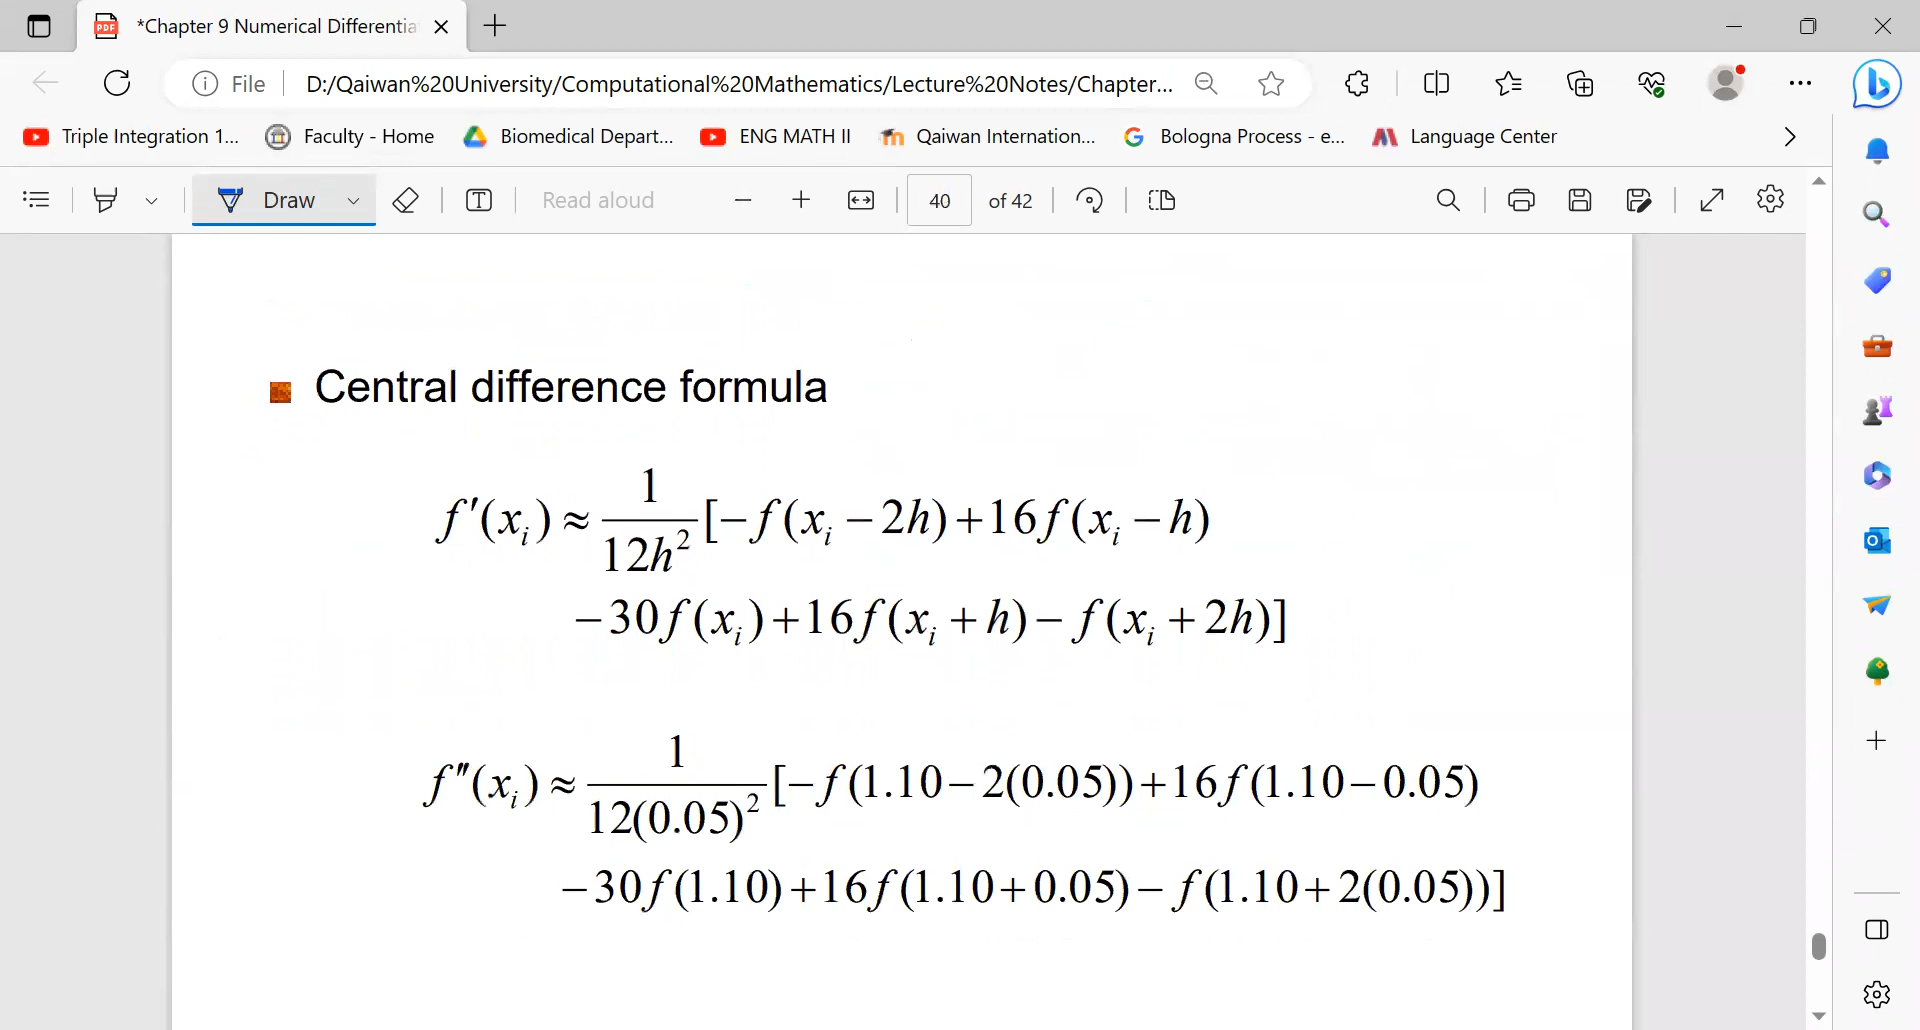 *Chapter 9 Numerical Differentia
File D:/Qaiwan%20University/Computational%20Mathematics/Lecture%20Notes/Chapter...
Triple Integration 1... Faculty - Home Biomedical Depart... ENG MATH II Qaiwan Internation... Bologna Process - e... Language Center
Draw Read aloud 40 of 42
Central difference formula
f′(xᵢ) ≈ 1/(12h²) [−f(xᵢ − 2h) + 16f(xᵢ − h)
−30f(xᵢ) + 16f(xᵢ + h) − f(xᵢ + 2h)]
f″(xᵢ) ≈ 1/(12(0.05)²) [−f(1.10 − 2(0.05)) + 16f(1.10 − 0.05)
−30f(1.10) + 16f(1.10 + 0.05) − f(1.10 + 2(0.05))]